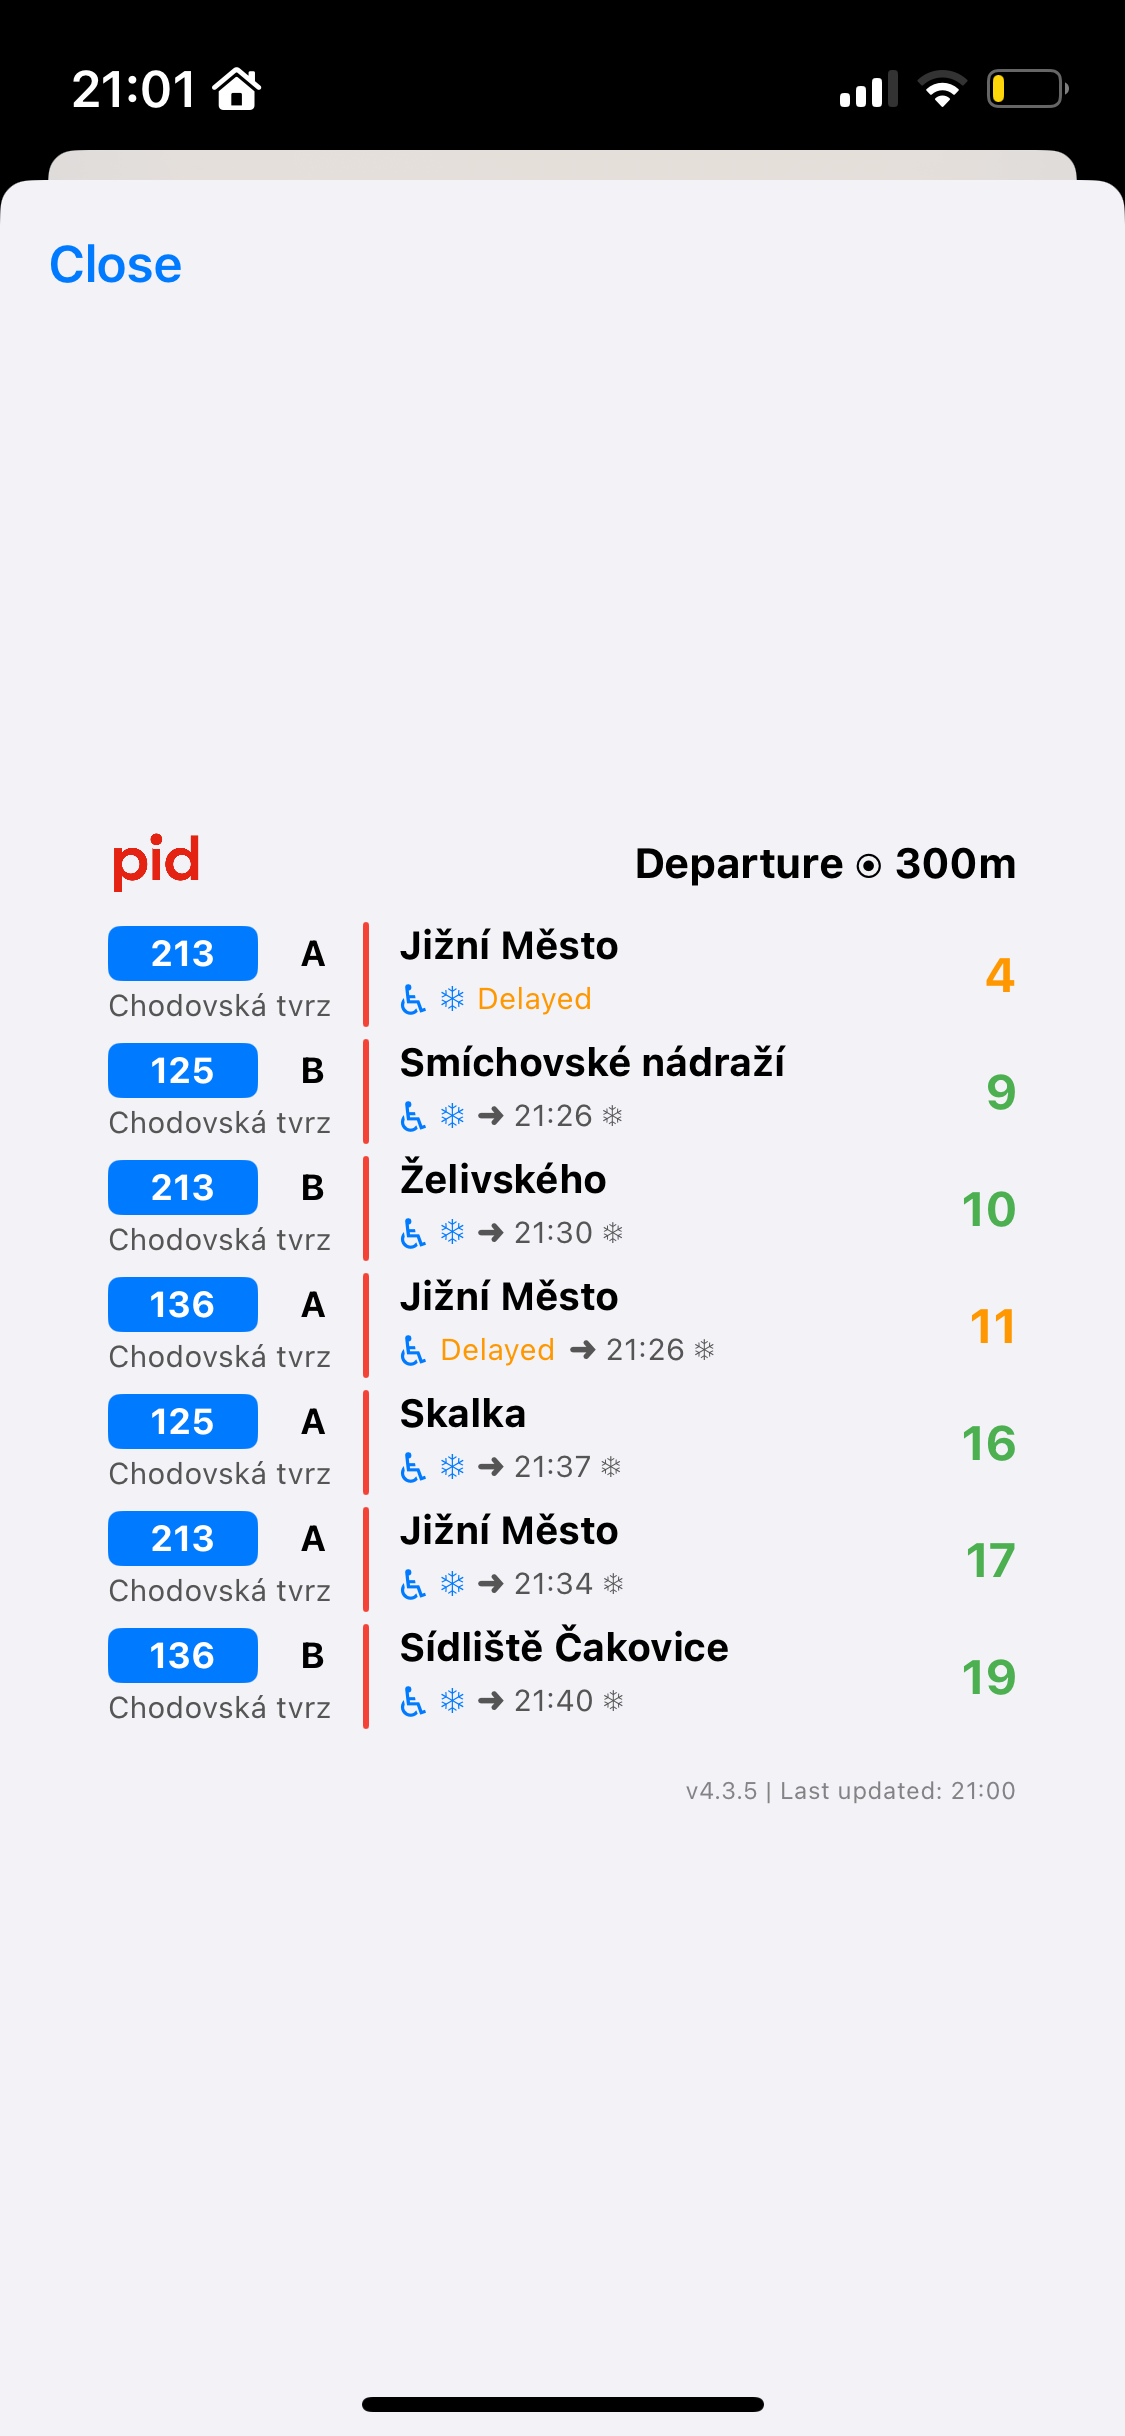 21:01
Close
pid
Departure ◉ 300m
213 A Jižní Město 4
Chodovská tvrz ♿ ❄ Delayed
125 B Smíchovské nádraží 9
Chodovská tvrz ♿ ❄ ➜ 21:26 ❄
213 B Želivského 10
Chodovská tvrz ♿ ❄ ➜ 21:30 ❄
136 A Jižní Město 11
Chodovská tvrz ♿ Delayed ➜ 21:26 ❄
125 A Skalka 16
Chodovská tvrz ♿ ❄ ➜ 21:37 ❄
213 A Jižní Město 17
Chodovská tvrz ♿ ❄ ➜ 21:34 ❄
136 B Sídliště Čakovice 19
Chodovská tvrz ♿ ❄ ➜ 21:40 ❄
v4.3.5 | Last updated: 21:00